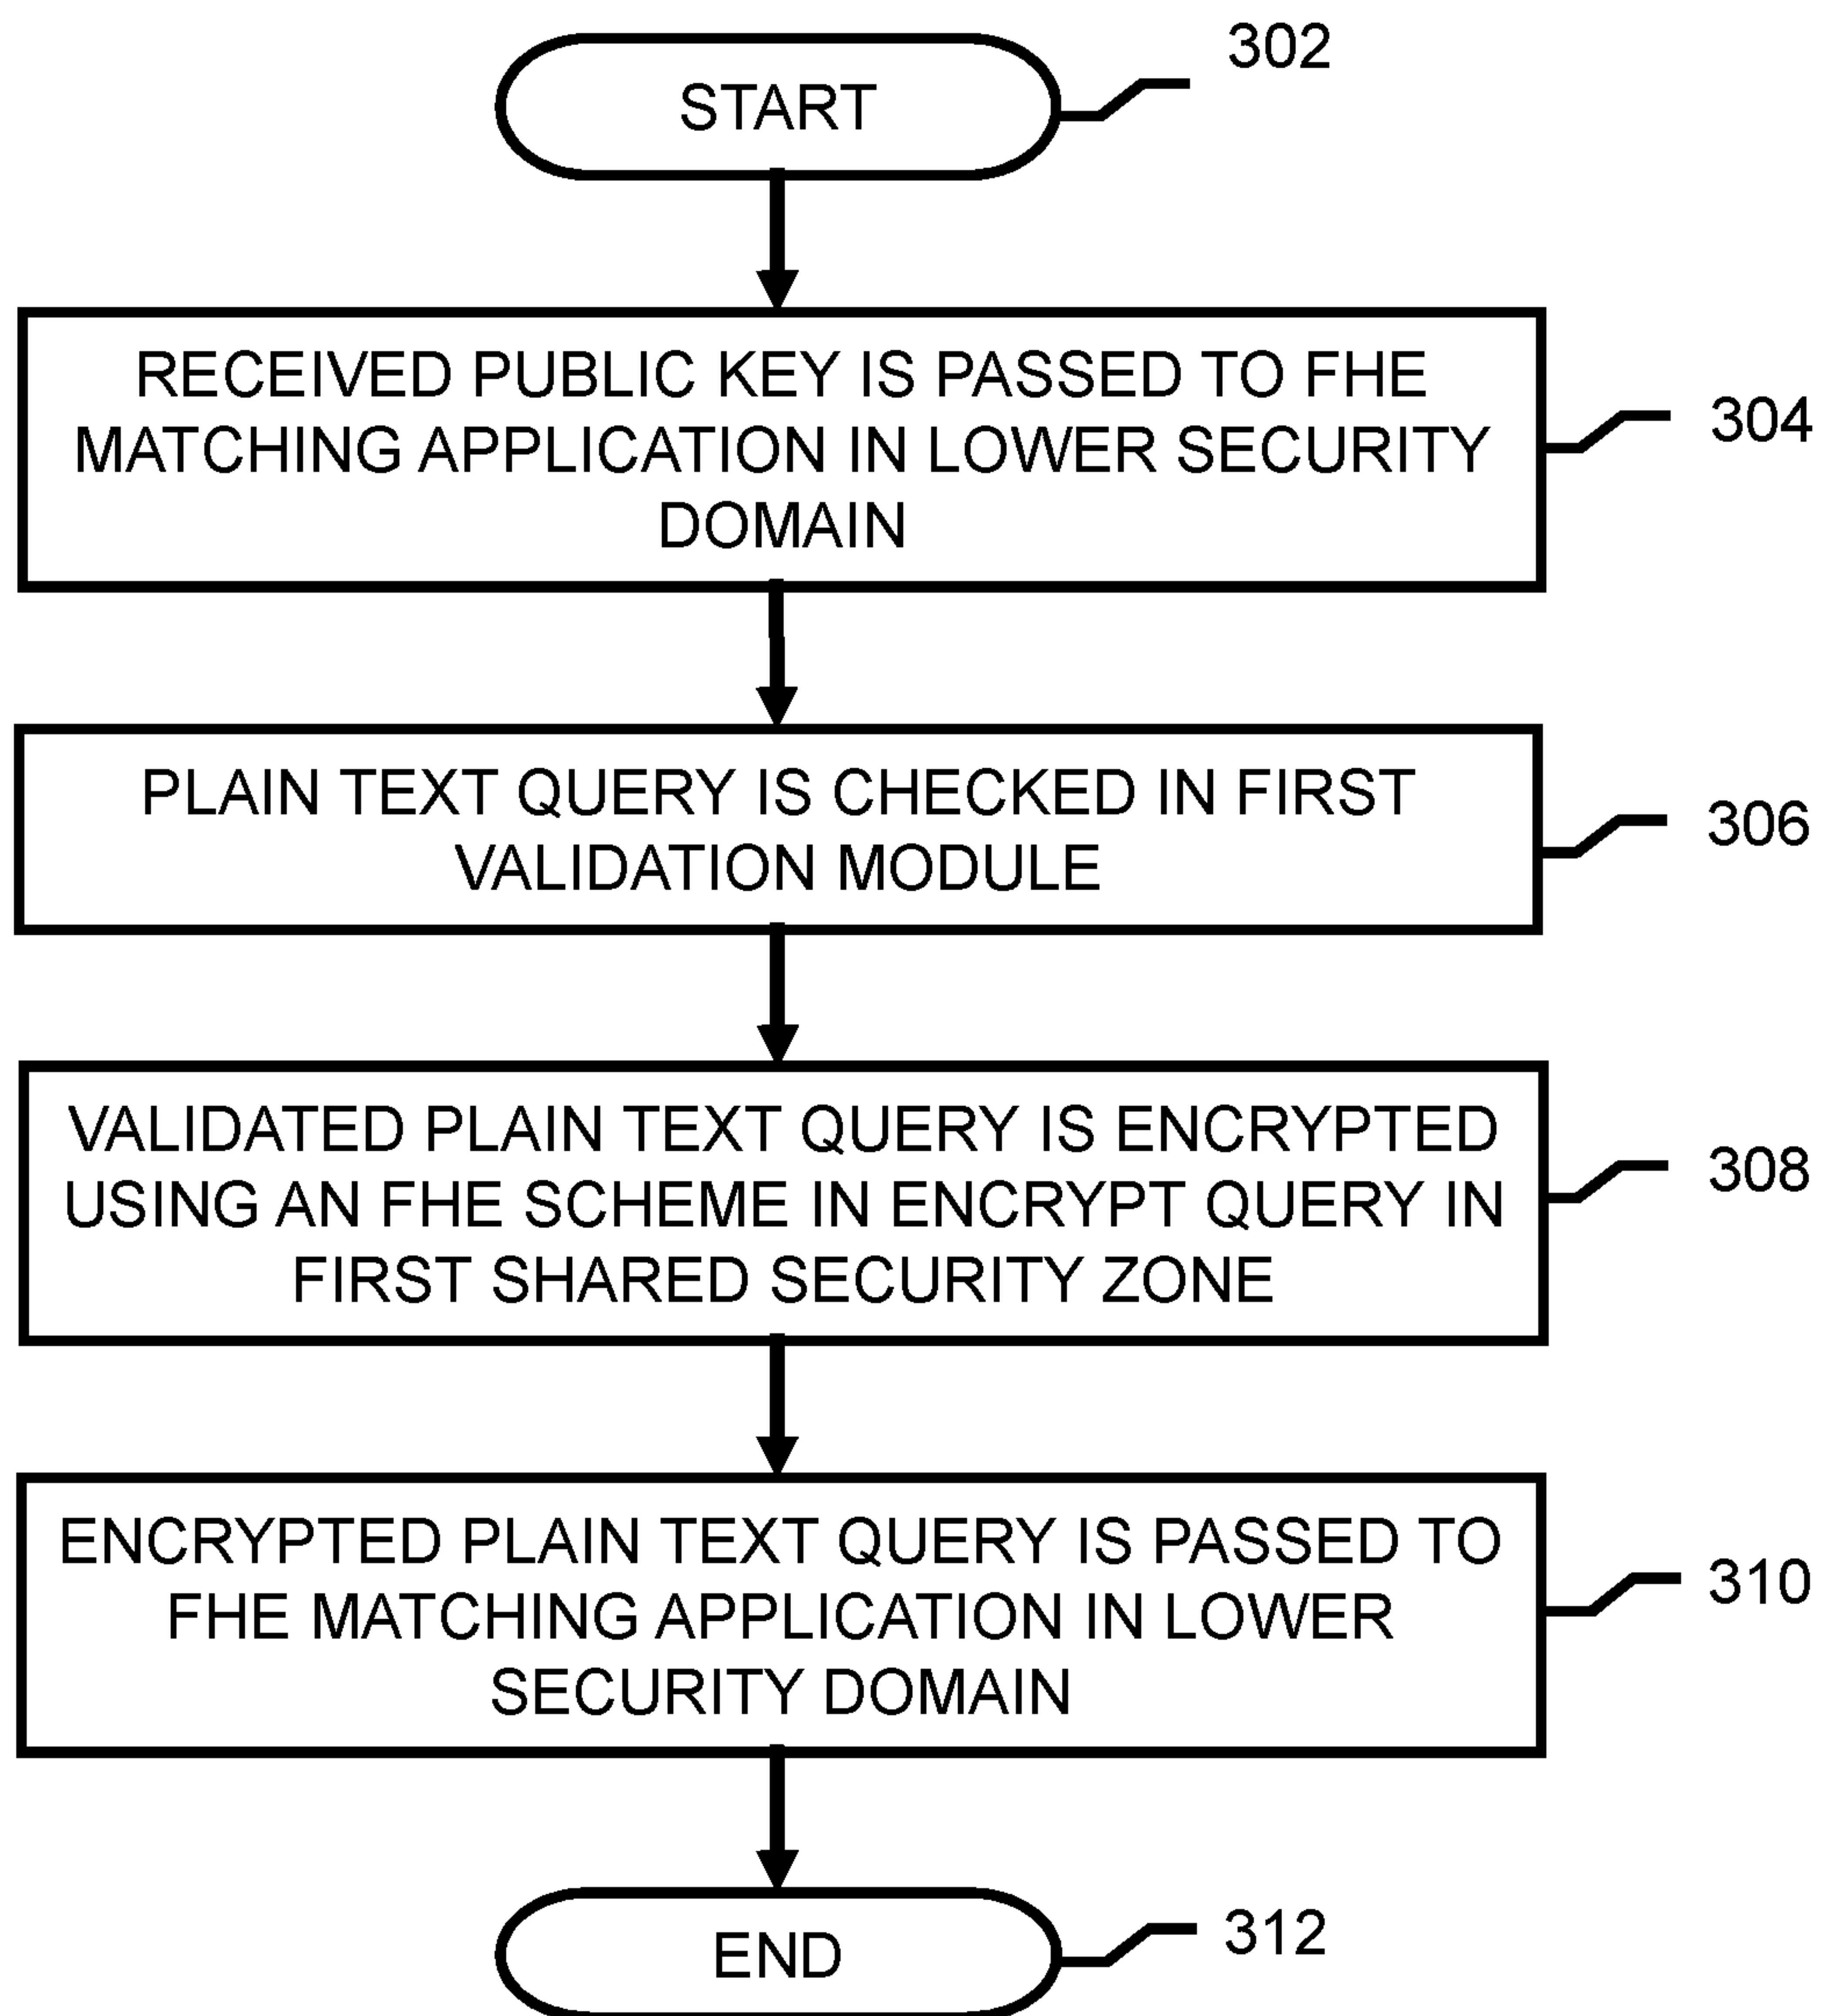 START
302
RECEIVED PUBLIC KEY IS PASSED TO FHE
MATCHING APPLICATION IN LOWER SECURITY
DOMAIN
304
PLAIN TEXT QUERY IS CHECKED IN FIRST
VALIDATION MODULE
306
VALIDATED PLAIN TEXT QUERY IS ENCRYPTED
USING AN FHE SCHEME IN ENCRYPT QUERY IN
FIRST SHARED SECURITY ZONE
308
ENCRYPTED PLAIN TEXT QUERY IS PASSED TO
FHE MATCHING APPLICATION IN LOWER
SECURITY DOMAIN
310
END
312